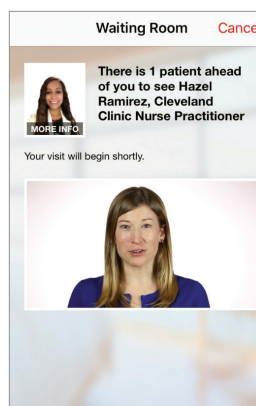 Waiting Room Cance
There is 1 patient ahead
of you to see Hazel
Ramirez, Cleveland
Clinic Nurse Practitioner
MORE INFO
Your visit will begin shortly.